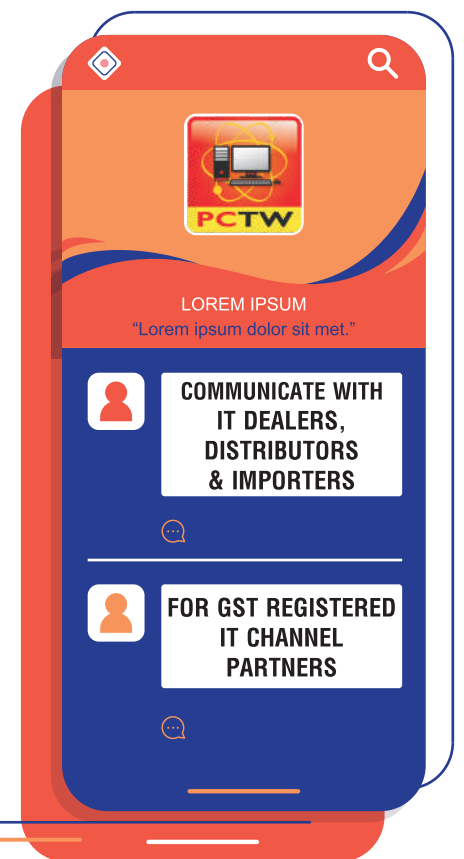 PCTW
LOREM IPSUM
“Lorem ipsum dolor sit met.”
COMMUNICATE WITH
IT DEALERS,
DISTRIBUTORS
& IMPORTERS
FOR GST REGISTERED
IT CHANNEL
PARTNERS